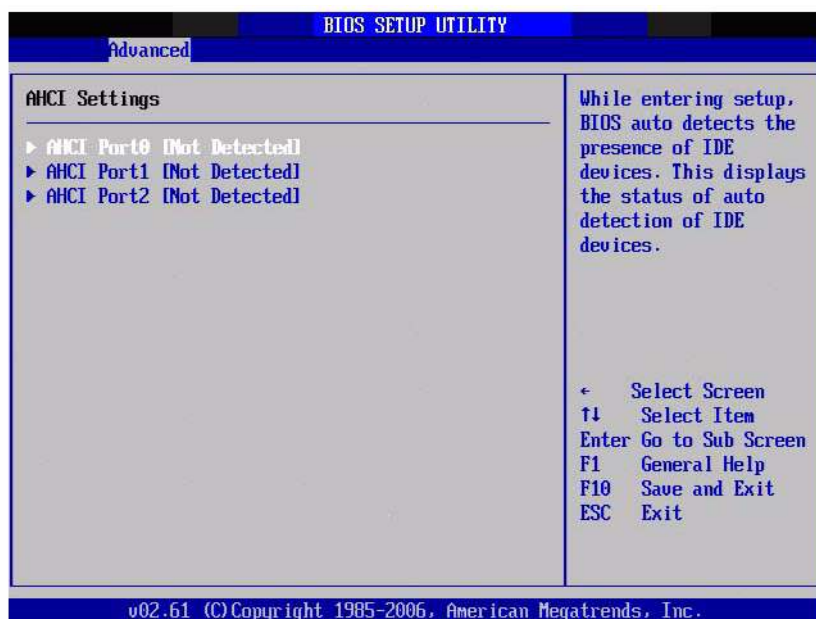 BIOS SETUP UTILITY
Advanced
AHCI Settings
▶ AHCI Port0 [Not Detected]
▶ AHCI Port1 [Not Detected]
▶ AHCI Port2 [Not Detected]
While entering setup,
BIOS auto detects the
presence of IDE
devices. This displays
the status of auto
detection of IDE
devices.
← Select Screen
↑↓ Select Item
Enter Go to Sub Screen
F1 General Help
F10 Save and Exit
ESC Exit
v02.61 (C)Copyright 1985-2006, American Megatrends, Inc.